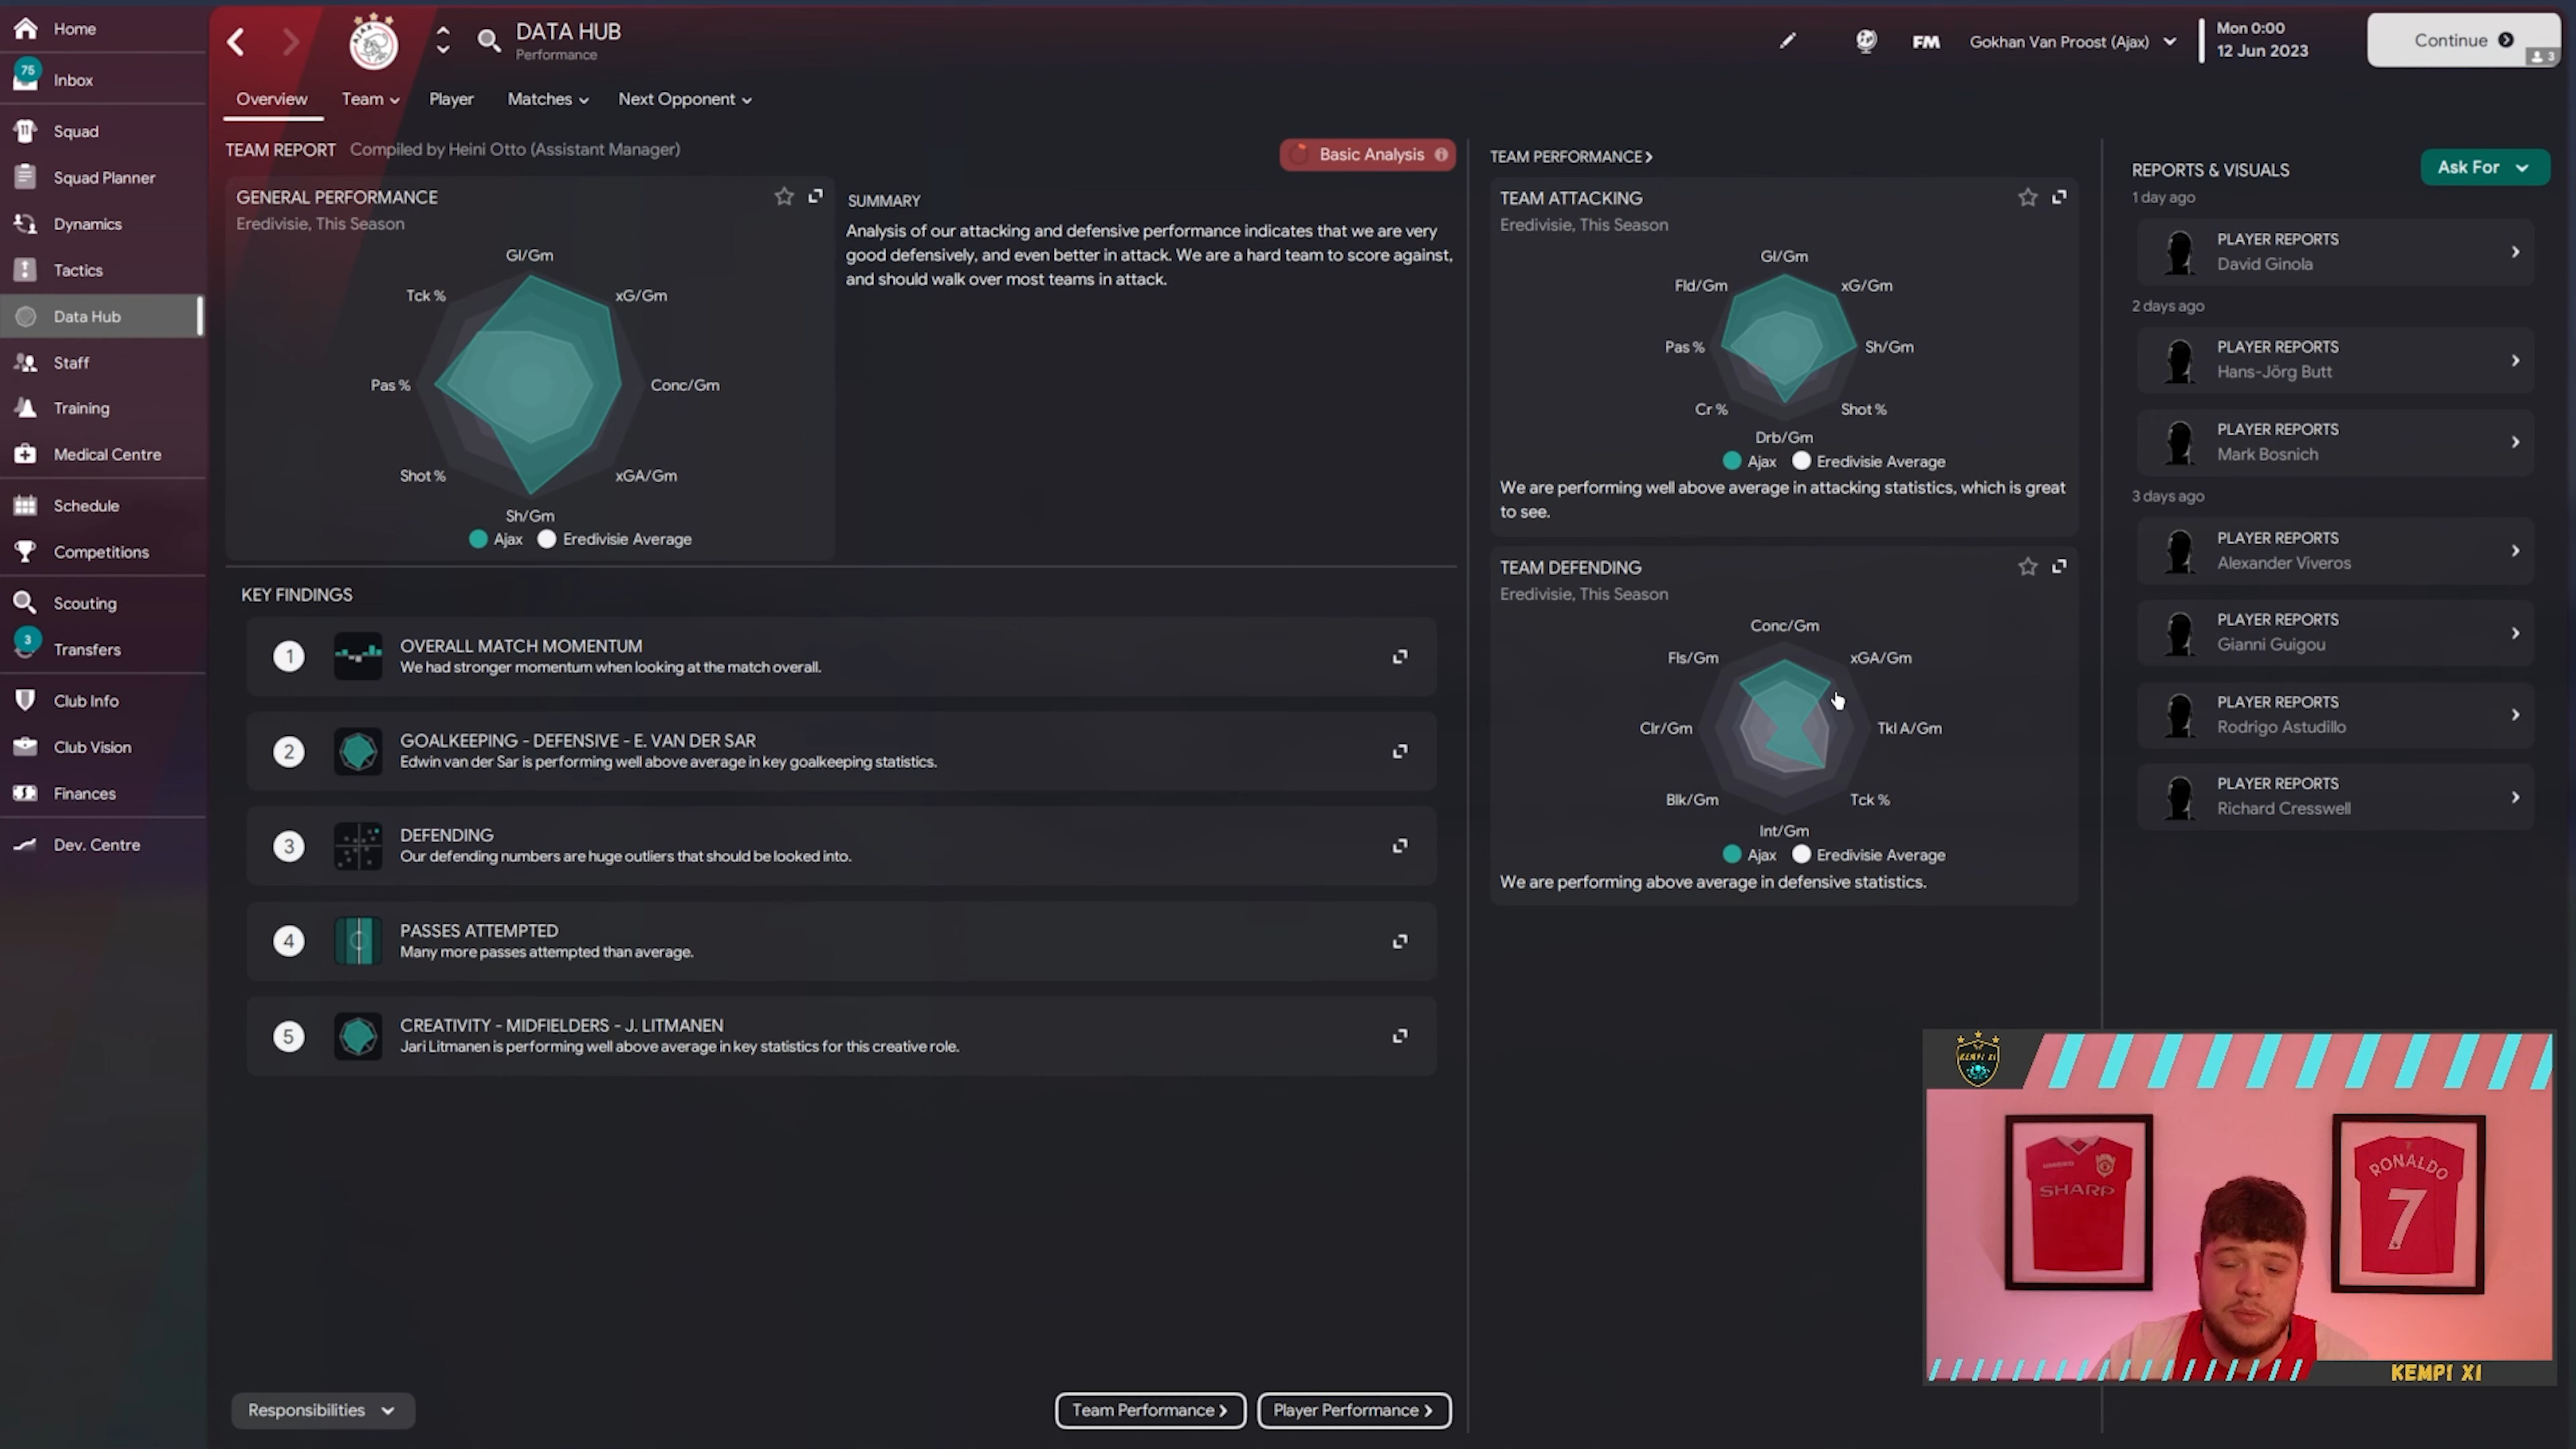 Home
75
Inbox
Squad
Squad Planner
Dynamics
Tactics
Data Hub
Staff
Training
Medical Centre
Schedule
Competitions
Scouting
3
Transfers
Club Info
Club Vision
Finances
Dev. Centre
DATA HUB
Performance
FM
Gokhan Van Proost (Ajax)
Mon 0:00
12 Jun 2023
Continue
3
Overview
Team
Player
Matches
Next Opponent
TEAM REPORT Compiled by Heini Otto (Assistant Manager)
Basic Analysis
GENERAL PERFORMANCE
Eredivisie, This Season
Gl/Gm
Tck %
xG/Gm
Pas %
Conc/Gm
Shot %
xGA/Gm
Sh/Gm
Ajax Eredivisie Average
SUMMARY
Analysis of our attacking and defensive performance indicates that we are very
good defensively, and even better in attack. We are a hard team to score against,
and should walk over most teams in attack.
KEY FINDINGS
1
OVERALL MATCH MOMENTUM
We had stronger momentum when looking at the match overall.
2
GOALKEEPING - DEFENSIVE - E. VAN DER SAR
Edwin van der Sar is performing well above average in key goalkeeping statistics.
3
DEFENDING
Our defending numbers are huge outliers that should be looked into.
4
PASSES ATTEMPTED
Many more passes attempted than average.
5
CREATIVITY - MIDFIELDERS - J. LITMANEN
Jari Litmanen is performing well above average in key statistics for this creative role.
Responsibilities
Team Performance >
Player Performance >
TEAM PERFORMANCE >
TEAM ATTACKING
Eredivisie, This Season
Gl/Gm
Fld/Gm
xG/Gm
Pas %
Sh/Gm
Cr %
Shot %
Drb/Gm
Ajax Eredivisie Average
We are performing well above average in attacking statistics, which is great
to see.
TEAM DEFENDING
Eredivisie, This Season
Conc/Gm
Fls/Gm
xGA/Gm
Clr/Gm
Tkl A/Gm
Blk/Gm
Tck %
Int/Gm
Ajax Eredivisie Average
We are performing above average in defensive statistics.
REPORTS & VISUALS
Ask For
1 day ago
PLAYER REPORTS
David Ginola
2 days ago
PLAYER REPORTS
Hans-Jörg Butt
PLAYER REPORTS
Mark Bosnich
3 days ago
PLAYER REPORTS
Alexander Viveros
PLAYER REPORTS
Gianni Guigou
PLAYER REPORTS
Rodrigo Astudillo
PLAYER REPORTS
Richard Cresswell
KEMPI XI
UMBRO
SHARP
RONALDO
7
KEMPI XI